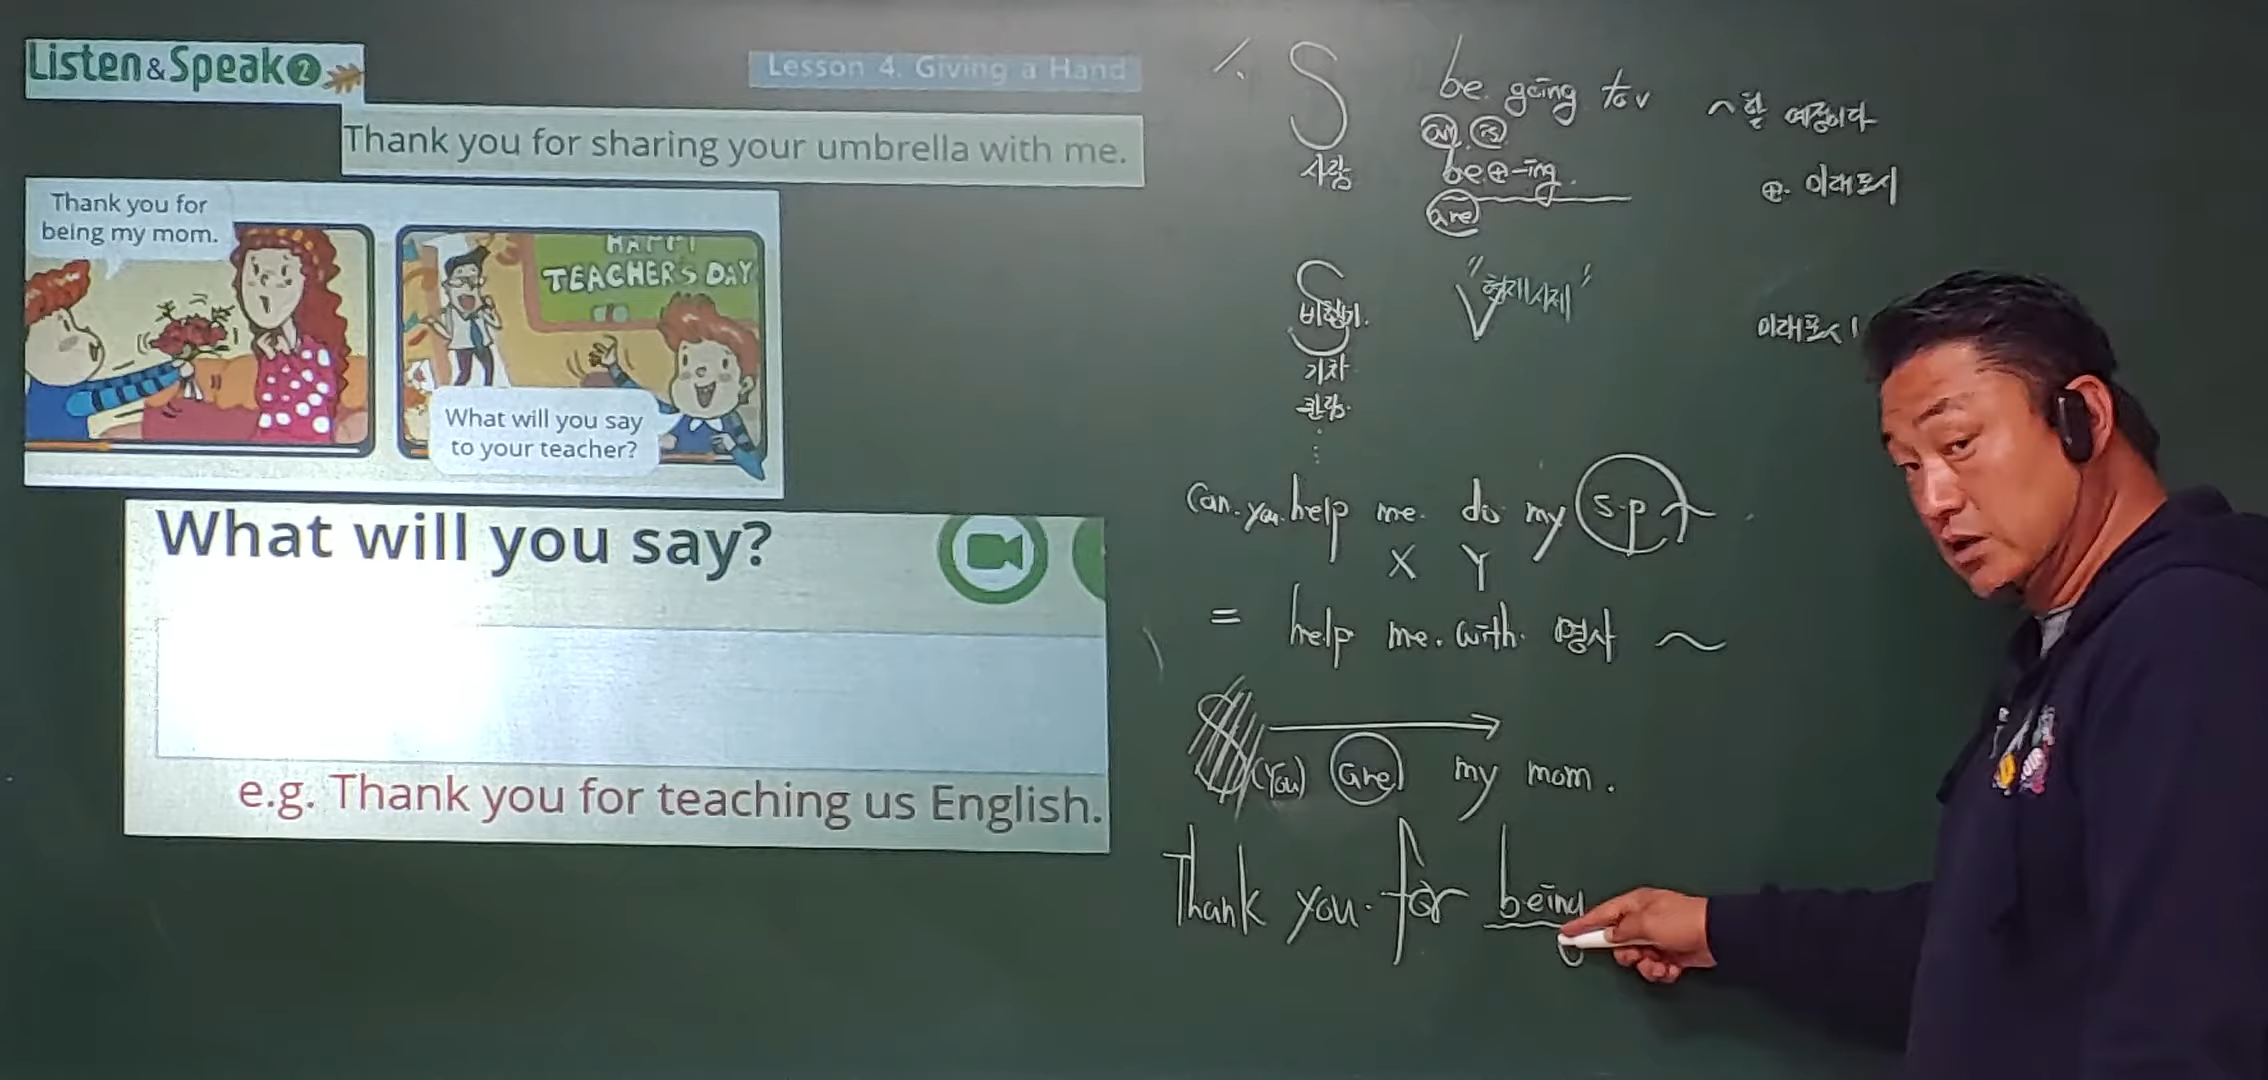 Listen & Speak 2
Lesson 4. Giving a Hand
Thank you for sharing your umbrella with me.
Thank you for
being my mom.
HAPPY
TEACHER'S DAY
What will you say
to your teacher?
What will you say?
e.g. Thank you for teaching us English.
1. S be going to v ~할 예정이다
am is
사람 be ⊕ -ing. ⊕. 미래표시
are
S V "현재시제" 미래표시
비행기.
기차
Can you help me do my s.p
X Y
= help me. with. 명사 ~
(You) are my mom.
Thank you for being